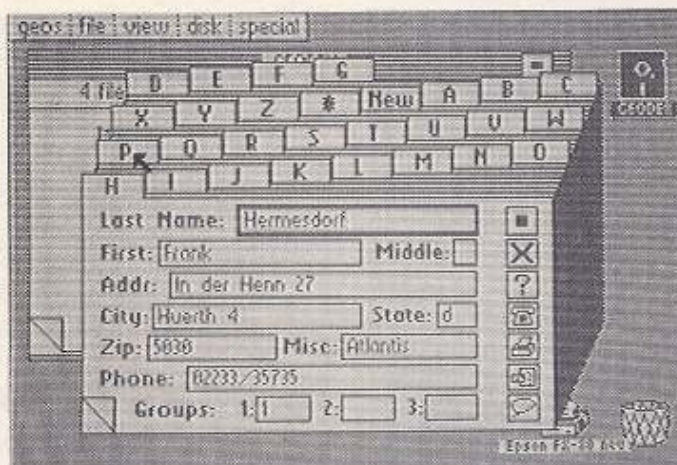 geos file view disk special
4 file
D E F G
X Y Z * New A B C
P Q R S T U V W
H I J K L M N O
Last Name: Hermesdorf
First: Frank Middle:
Addr: In der Henn 27
City: Huerth 4 State: d
Zip: 5030 Misc: Atlantis
Phone: 02233/35735
Groups: 1: 1 2: 3:
Epson